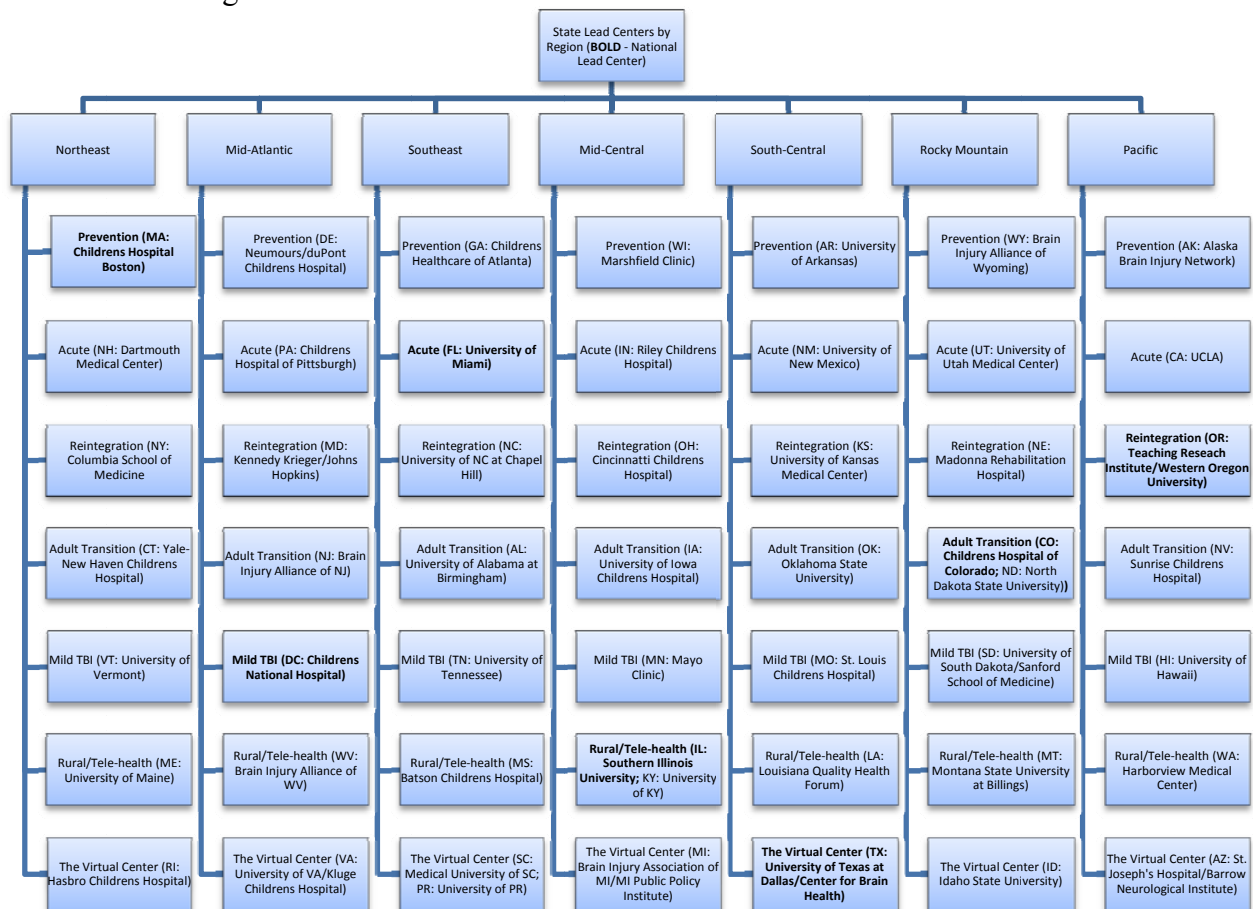 State Lead Centers by
Region (BOLD - National
Lead Center)
Northeast
Mid-Atlantic
Southeast
Mid-Central
South-Central
Rocky Mountain
Pacific
Prevention (MA:
Childrens Hospital
Boston)
Prevention (DE:
Neumours/duPont
Childrens Hospital)
Prevention (GA: Childrens
Healthcare of Atlanta)
Prevention (WI:
Marshfield Clinic)
Prevention (AR: University
of Arkansas)
Prevention (WY: Brain
Injury Alliance of
Wyoming)
Prevention (AK: Alaska
Brain Injury Network)
Acute (NH: Dartmouth
Medical Center)
Acute (PA: Childrens
Hospital of Pittsburgh)
Acute (FL: University of
Miami)
Acute (IN: Riley Childrens
Hospital)
Acute (NM: University of
New Mexico)
Acute (UT: University of
Utah Medical Center)
Acute (CA: UCLA)
Reintegration (NY:
Columbia School of
Medicine
Reintegration (MD:
Kennedy Krieger/Johns
Hopkins)
Reintegration (NC:
University of NC at Chapel
Hill)
Reintegration (OH:
Cincinnatti Childrens
Hospital)
Reintegration (KS:
University of Kansas
Medical Center)
Reintegration (NE:
Madonna Rehabilitation
Hospital)
Reintegration (OR:
Teaching Reseach
Institute/Western Oregon
University)
Adult Transition (CT: Yale-
New Haven Childrens
Hospital)
Adult Transition (NJ: Brain
Injury Alliance of NJ)
Adult Transition (AL:
University of Alabama at
Birmingham)
Adult Transition (IA:
University of Iowa
Childrens Hospital)
Adult Transition (OK:
Oklahoma State
University)
Adult Transition (CO:
Childrens Hospital of
Colorado; ND: North
Dakota State University))
Adult Transition (NV:
Sunrise Childrens
Hospital)
Mild TBI (VT: University of
Vermont)
Mild TBI (DC: Childrens
National Hospital)
Mild TBI (TN: University of
Tennessee)
Mild TBI (MN: Mayo
Clinic)
Mild TBI (MO: St. Louis
Childrens Hospital)
Mild TBI (SD: University of
South Dakota/Sanford
School of Medicine)
Mild TBI (HI: University of
Hawaii)
Rural/Tele-health (ME:
University of Maine)
Rural/Tele-health (WV:
Brain Injury Alliance of
WV)
Rural/Tele-health (MS:
Batson Childrens Hospital)
Rural/Tele-health (IL:
Southern Illinois
University; KY: University
of KY)
Rural/Tele-health (LA:
Louisiana Quality Health
Forum)
Rural/Tele-health (MT:
Montana State University
at Billings)
Rural/Tele-health (WA:
Harborview Medical
Center)
The Virtual Center (RI:
Hasbro Childrens Hospital)
The Virtual Center (VA:
University of VA/Kluge
Childrens Hospital)
The Virtual Center (SC:
Medical University of SC;
PR: University of PR)
The Virtual Center (MI:
Brain Injury Association of
MI/MI Public Policy
Institute)
The Virtual Center (TX:
University of Texas at
Dallas/Center for Brain
Health)
The Virtual Center (ID:
Idaho State University)
The Virtual Center (AZ: St.
Joseph's Hospital/Barrow
Neurological Institute)